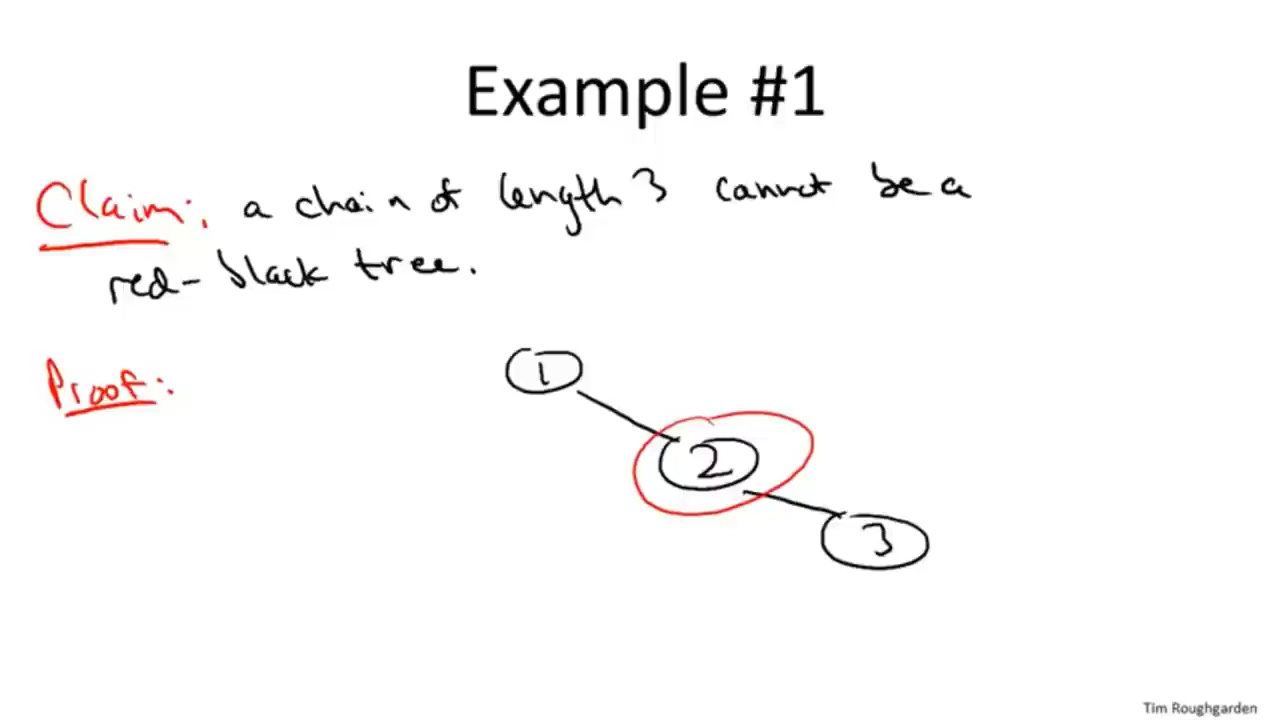 Example #1
Claim: a chain of length 3 cannot be a
red-black tree.
Proof:
1
2
3
Tim Roughgarden